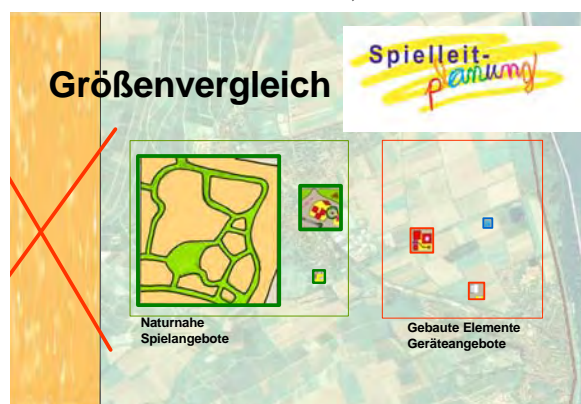 Spielleit-
planung
Größenvergleich
Naturnahe
Spielangebote
Gebaute Elemente
Geräteangebote